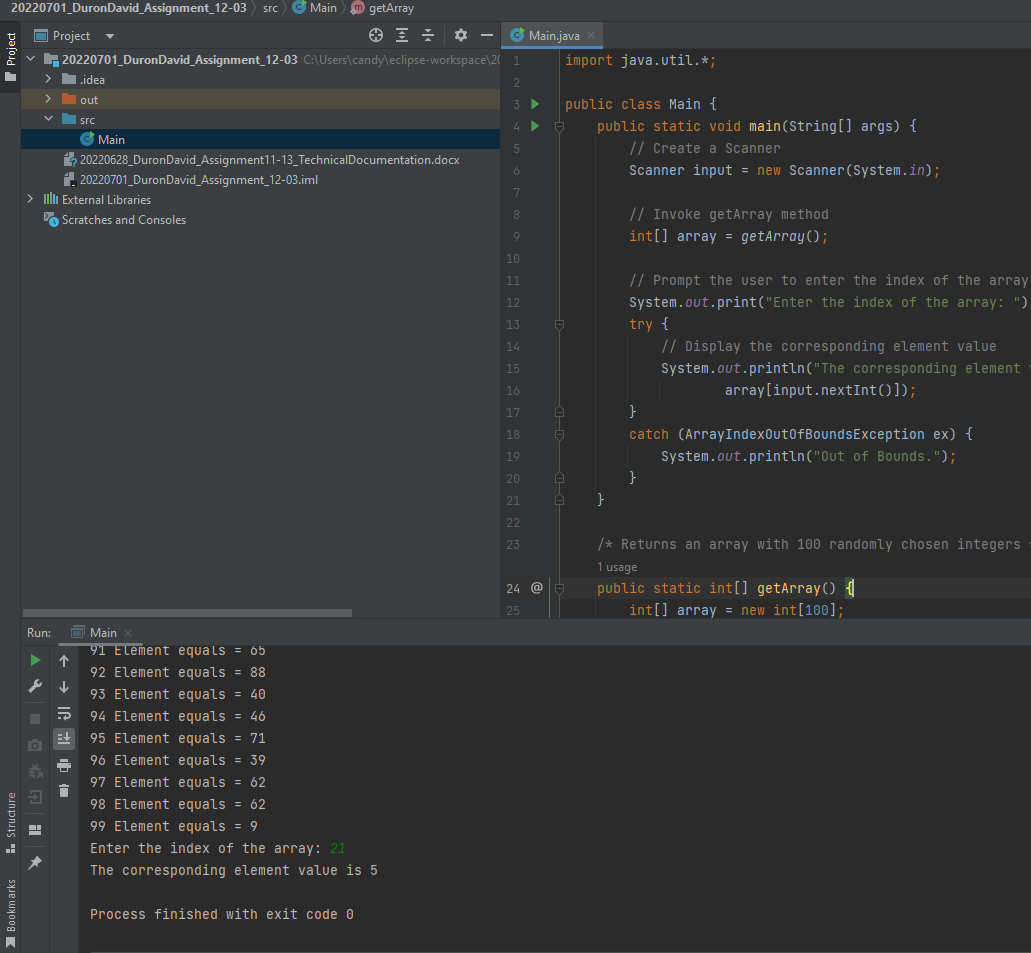 20220701_DuronDavid_Assignment_12-03 src Main getArray
Project
Project
20220701_DuronDavid_Assignment_12-03 C:\Users\candy\eclipse-workspace\20
.idea
out
src
Main
20220628_DuronDavid_Assignment11-13_TechnicalDocumentation.docx
20220701_DuronDavid_Assignment_12-03.iml
External Libraries
Scratches and Consoles
Main.java
1 import java.util.*;
2
3 public class Main {
4 public static void main(String[] args) {
5 // Create a Scanner
6 Scanner input = new Scanner(System.in);
7
8 // Invoke getArray method
9 int[] array = getArray();
10
11 // Prompt the user to enter the index of the array
12 System.out.print("Enter the index of the array: ")
13 try {
14 // Display the corresponding element value
15 System.out.println("The corresponding element
16 array[input.nextInt()]);
17 }
18 catch (ArrayIndexOutOfBoundsException ex) {
19 System.out.println("Out of Bounds.");
20 }
21 }
22
23 /* Returns an array with 100 randomly chosen integers
1 usage
24 @ public static int[] getArray() {
25 int[] array = new int[100];
Run: Main
91 Element equals = 65
92 Element equals = 88
93 Element equals = 40
94 Element equals = 46
95 Element equals = 71
96 Element equals = 39
97 Element equals = 62
98 Element equals = 62
99 Element equals = 9
Enter the index of the array: 21
The corresponding element value is 5
Process finished with exit code 0
Structure
Bookmarks